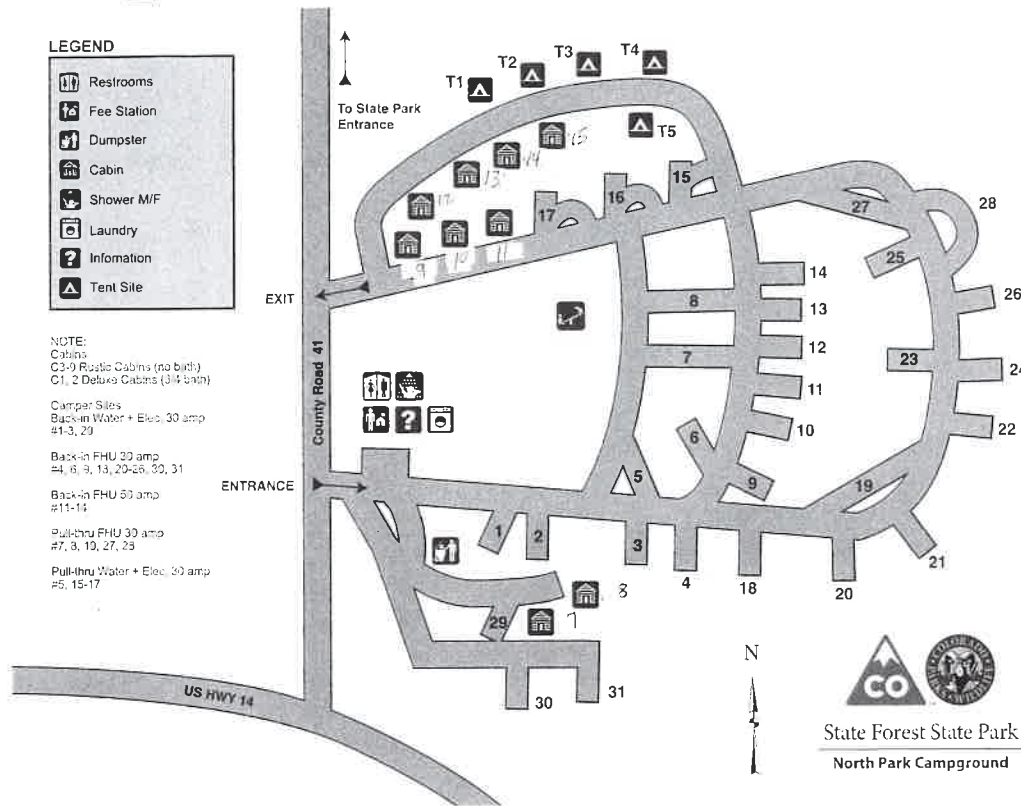 LEGEND
Restrooms
Fee Station
Dumpster
Cabin
Shower M/F
Laundry
? Infomation
Tent Site
NOTE:
Cabins
C3-9 Rustic Cabins (no bath)
C1, 2 Deluxe Cabins (3/4 bath)
Camper Sites
Back-in Water + Elec, 30 amp
#1-3, 29
Back-in FHU 30 amp
#4, 6, 9, 13, 20-26, 30, 31
Back-in FHU 50 amp
#11-14
Pull-thru FHU 30 amp
#7, 8, 19, 27, 28
Pull-thru Water + Elec, 30 amp
#5, 15-17
To State Park
Entrance
T1
T2
T3
T4
T5
15
14
13
12
9
10
11
17
16
15
27
28
25
26
14
13
12
11
10
8
7
23
24
22
6
9
5
19
21
EXIT
County Road 41
ENTRANCE
?
1
2
3
4
18
20
8
7
29
30
31
US HWY 14
N
CO
COLORADO
State Forest State Park
North Park Campground